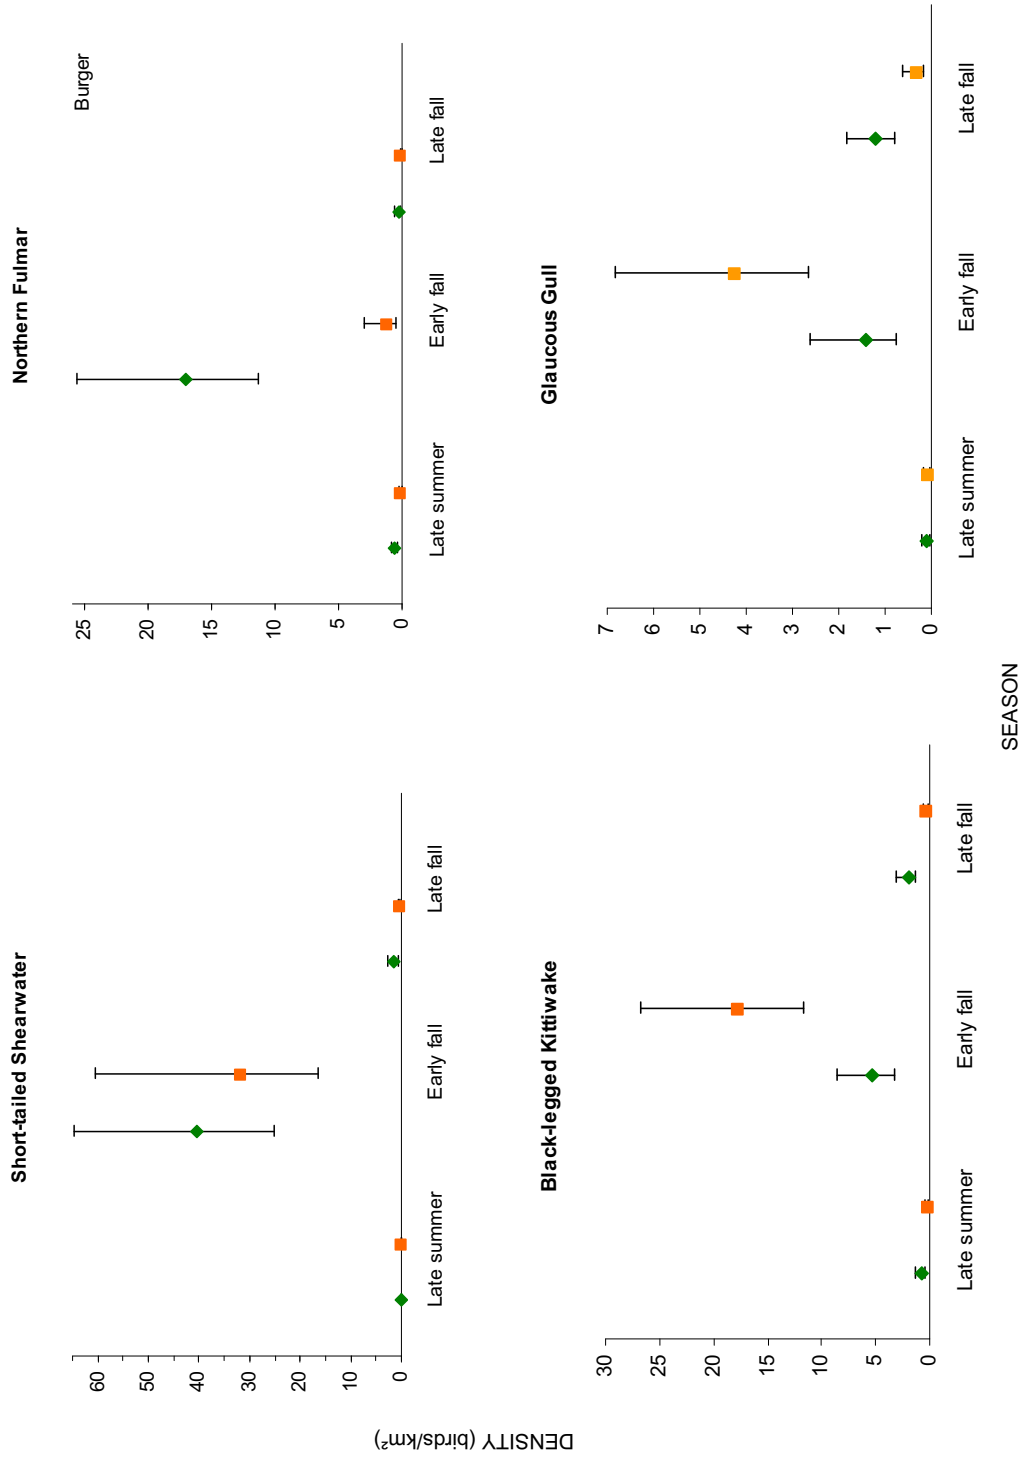 Short-tailed Shearwater
60
50
40
30
20
10
0
Late summer
Early fall
Late fall
Northern Fulmar
Burger
25
20
15
10
5
0
Late summer
Early fall
Late fall
DENSITY (birds/km²)
Black-legged Kittiwake
30
25
20
15
10
5
0
Late summer
Early fall
Late fall
Glaucous Gull
7
6
5
4
3
2
1
0
Late summer
Early fall
Late fall
SEASON